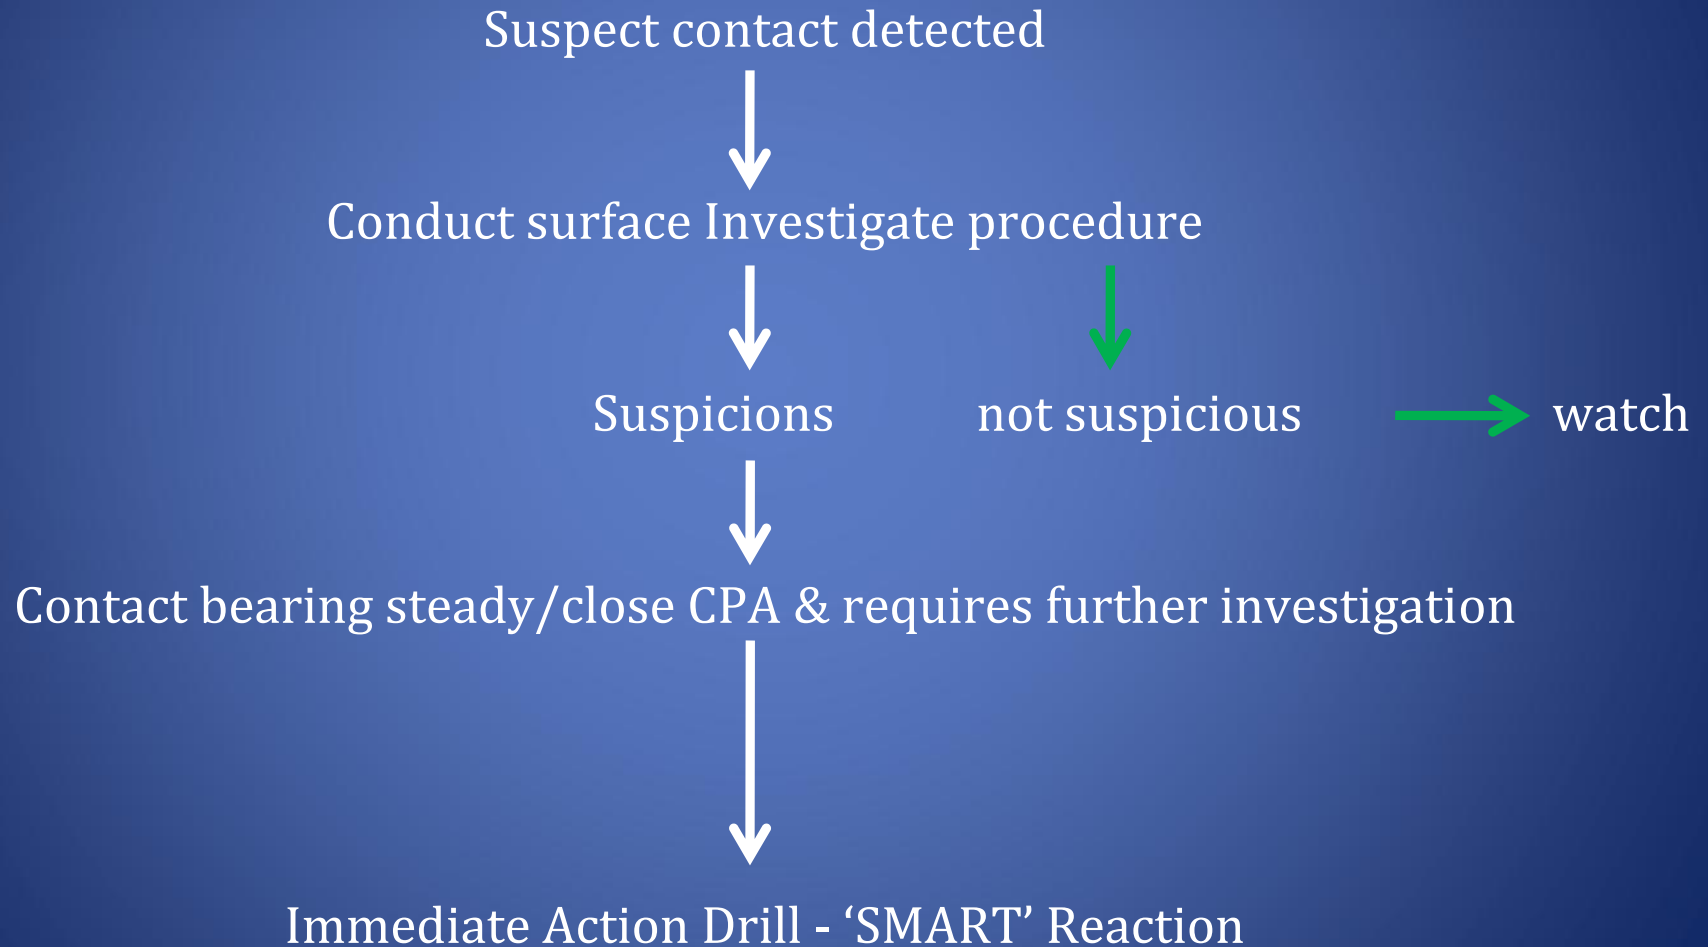 Suspect contact detected
Conduct surface Investigate procedure
Suspicions
not suspicious
watch
Contact bearing steady/close CPA & requires further investigation
Immediate Action Drill - ‘SMART’ Reaction